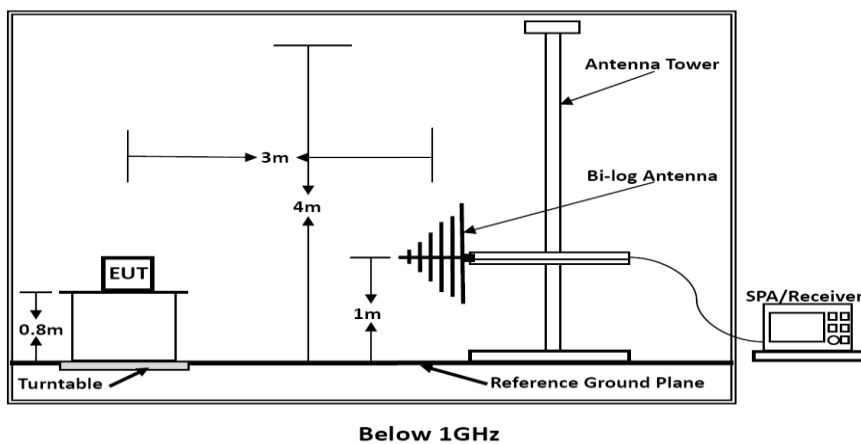 Antenna Tower
3m
Bi-log Antenna
4m
EUT
SPA/Receiver
0.8m
1m
Turntable
Reference Ground Plane
Below 1GHz